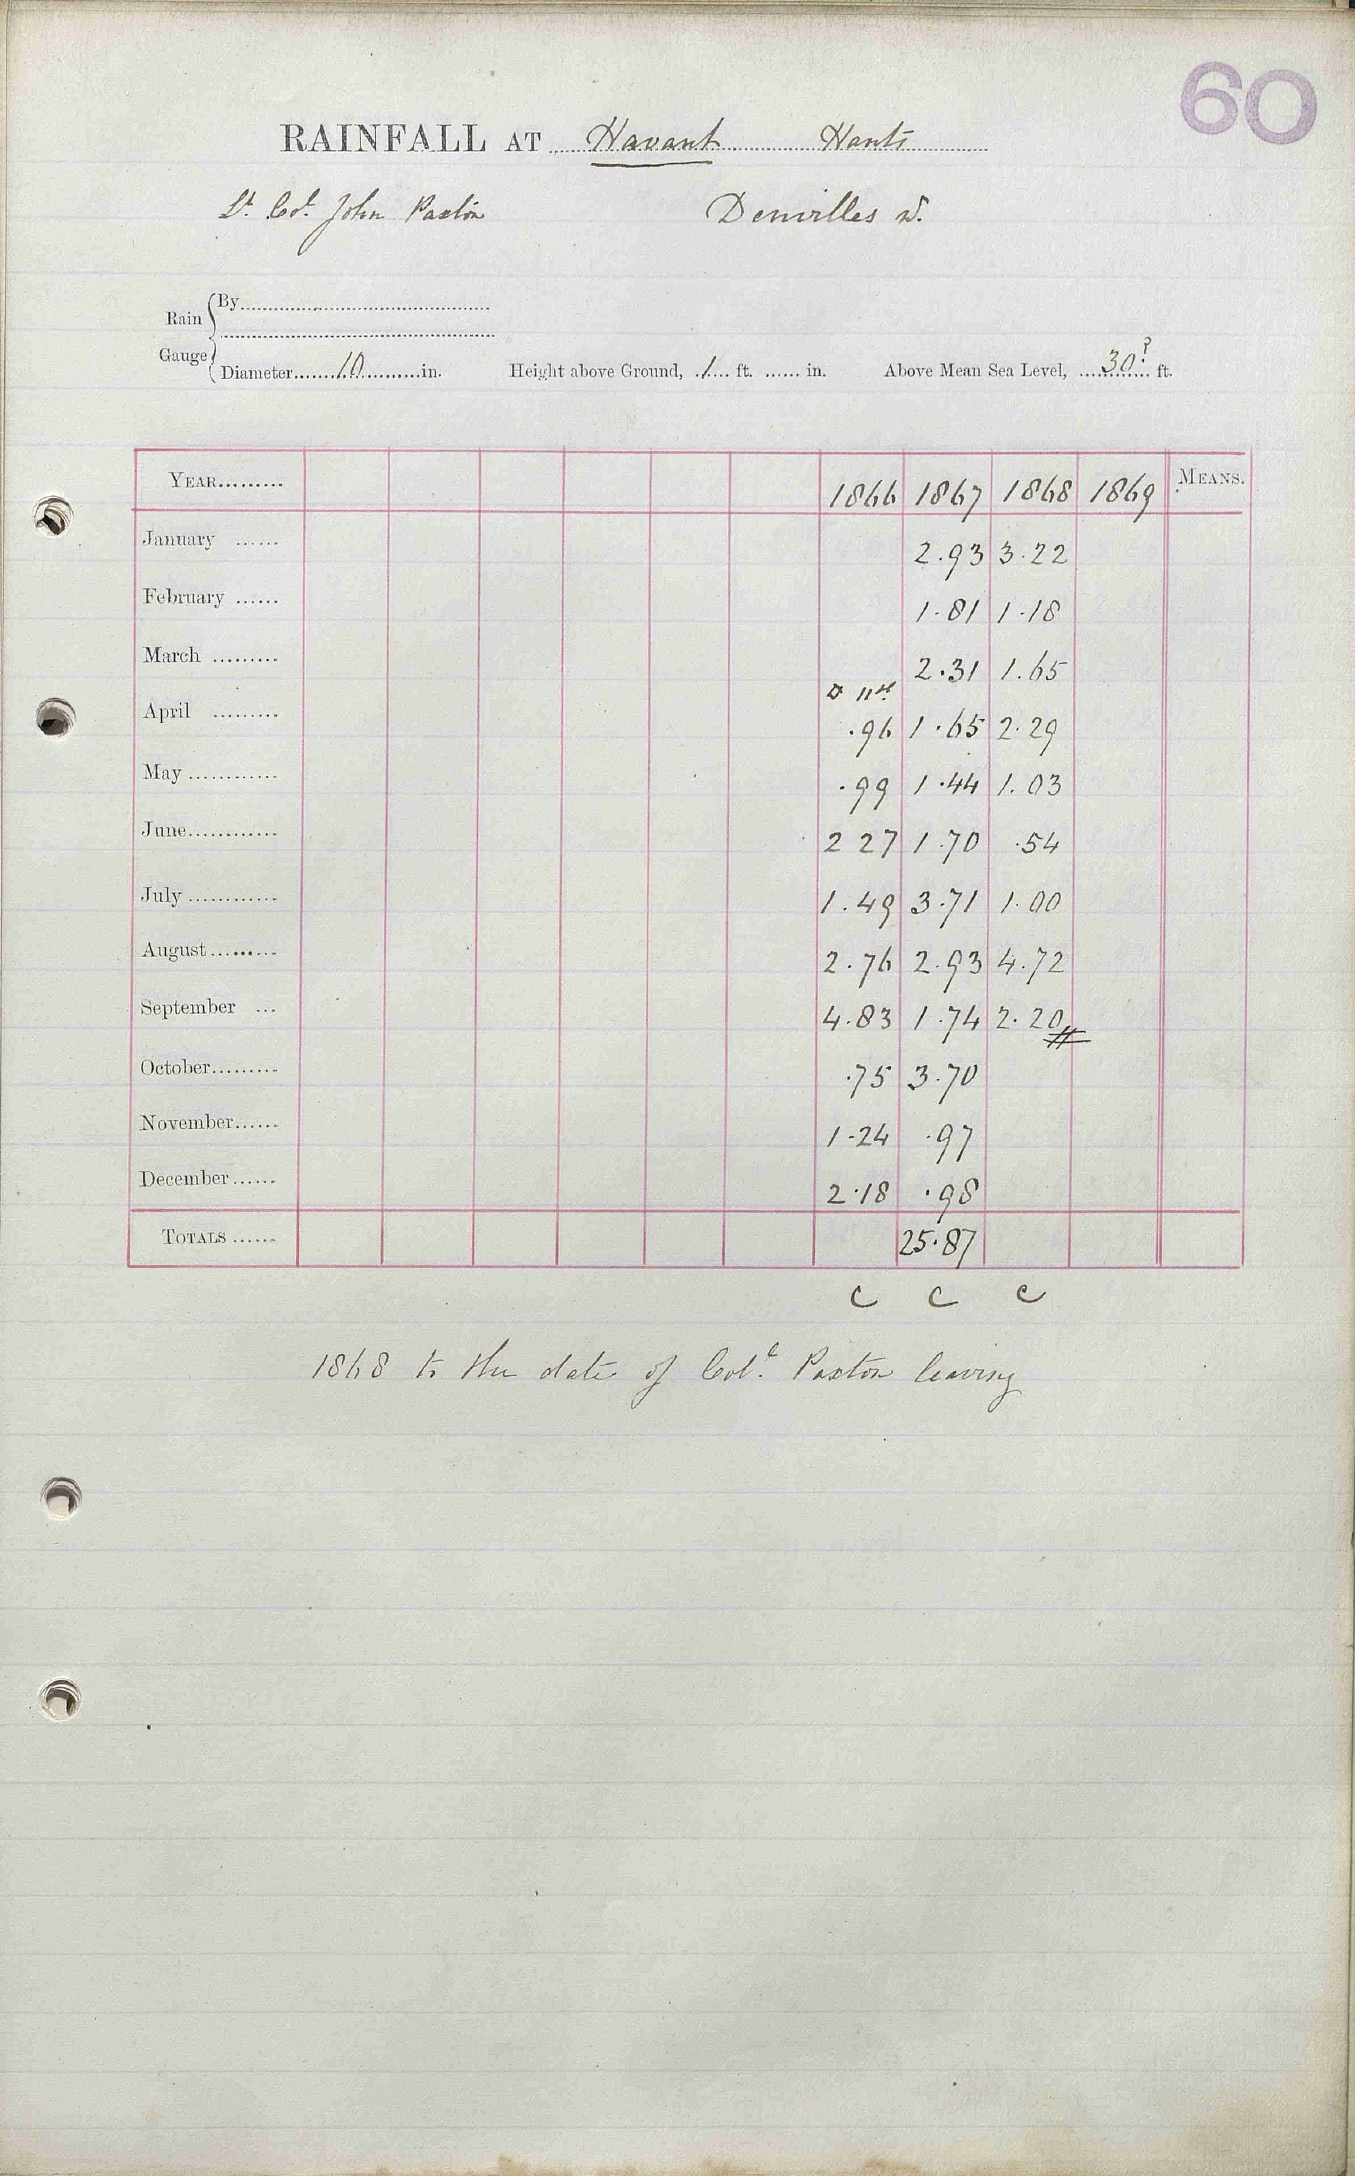 60
RAINFALL AT Havant Hants
Lt. Col. John Paxton Denvilles
Rain Gauge
By
Diameter 10 in. Height above Ground, 1 ft. in. Above Mean Sea Level, 30? ft.
YEAR 1866 1867 1868 1869 MEANS.
January 2.93 3.22
February 1.81 1.18
March 2.31 1.65
11th
April .96 1.65 2.29
May .99 1.44 1.03
June 2 27 1.70 .54
July 1.49 3.71 1.00
August 2.76 2.93 4.72
September 4.83 1.74 2.20
October .75 3.70
November 1.24 .97
December 2.18 .98
TOTALS 25.87
C C C
1868 to the date of Col. Paxton leaving